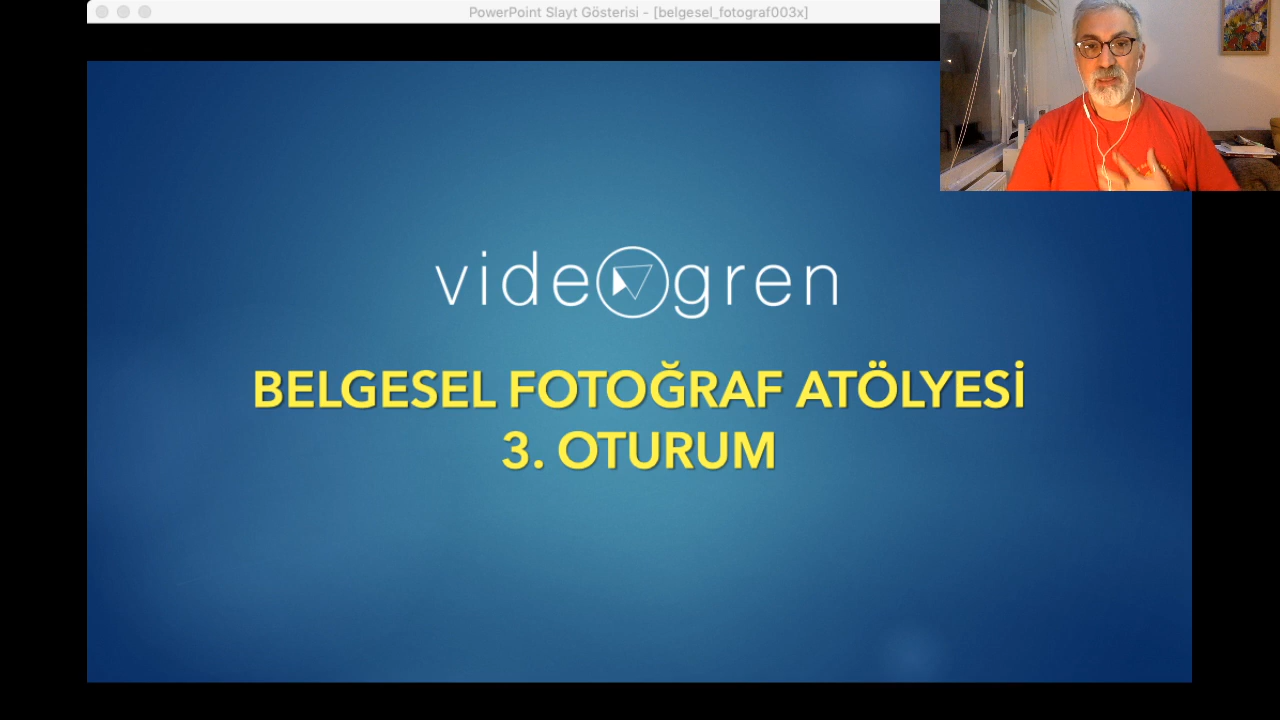 PowerPoint Slayt Gösterisi - [belgesel_fotograf003x]
videogren
BELGESEL FOTOĞRAF ATÖLYESİ
3. OTURUM